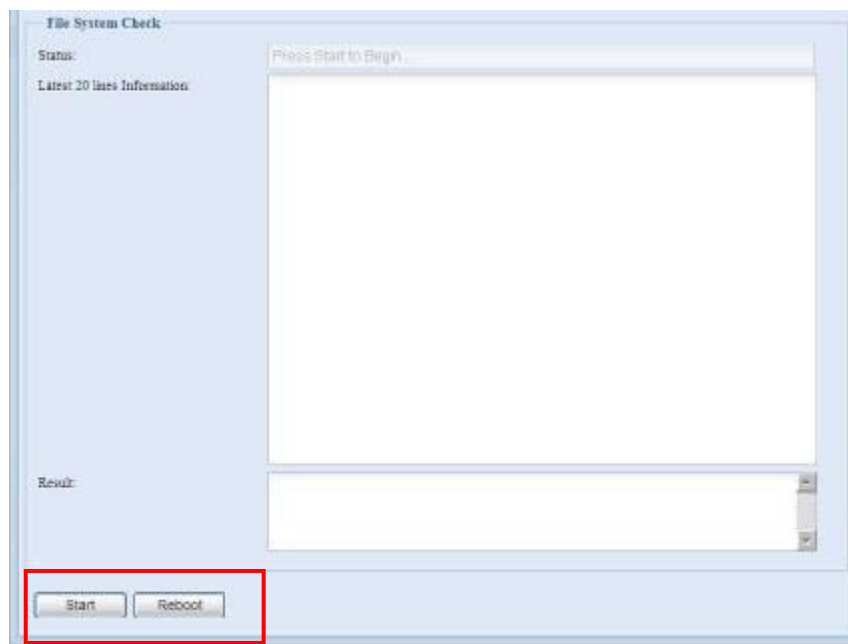 File System Check
Status:
Press Start to Begin
Latest 20 lines Information:
Result:
Start
Reboot